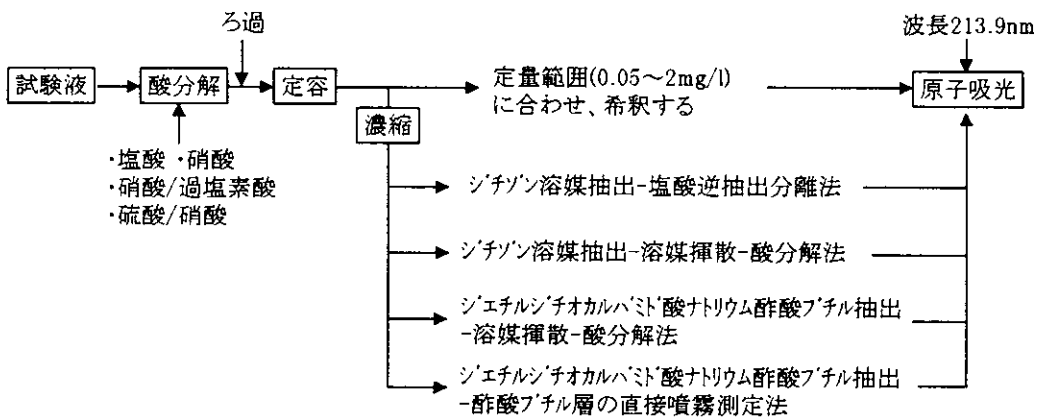 ろ過
波長213.9nm
試験液
酸分解
定容
定量範囲(0.05～2mg/l)
に合わせ、希釈する
原子吸光
濃縮
・塩酸 ・硝酸
・硝酸/過塩素酸
・硫酸/硝酸
ｼﾞﾁｿﾞﾝ溶媒抽出-塩酸逆抽出分離法
ｼﾞﾁｿﾞﾝ溶媒抽出-溶媒揮散-酸分解法
ｼﾞｴﾁﾙｼﾞﾁｵｶﾙﾊﾞﾐﾄﾞ酸ﾅﾄﾘｳﾑ酢酸ﾌﾞﾁﾙ抽出
-溶媒揮散-酸分解法
ｼﾞｴﾁﾙｼﾞﾁｵｶﾙﾊﾞﾐﾄﾞ酸ﾅﾄﾘｳﾑ酢酸ﾌﾞﾁﾙ抽出
-酢酸ﾌﾞﾁﾙ層の直接噴霧測定法